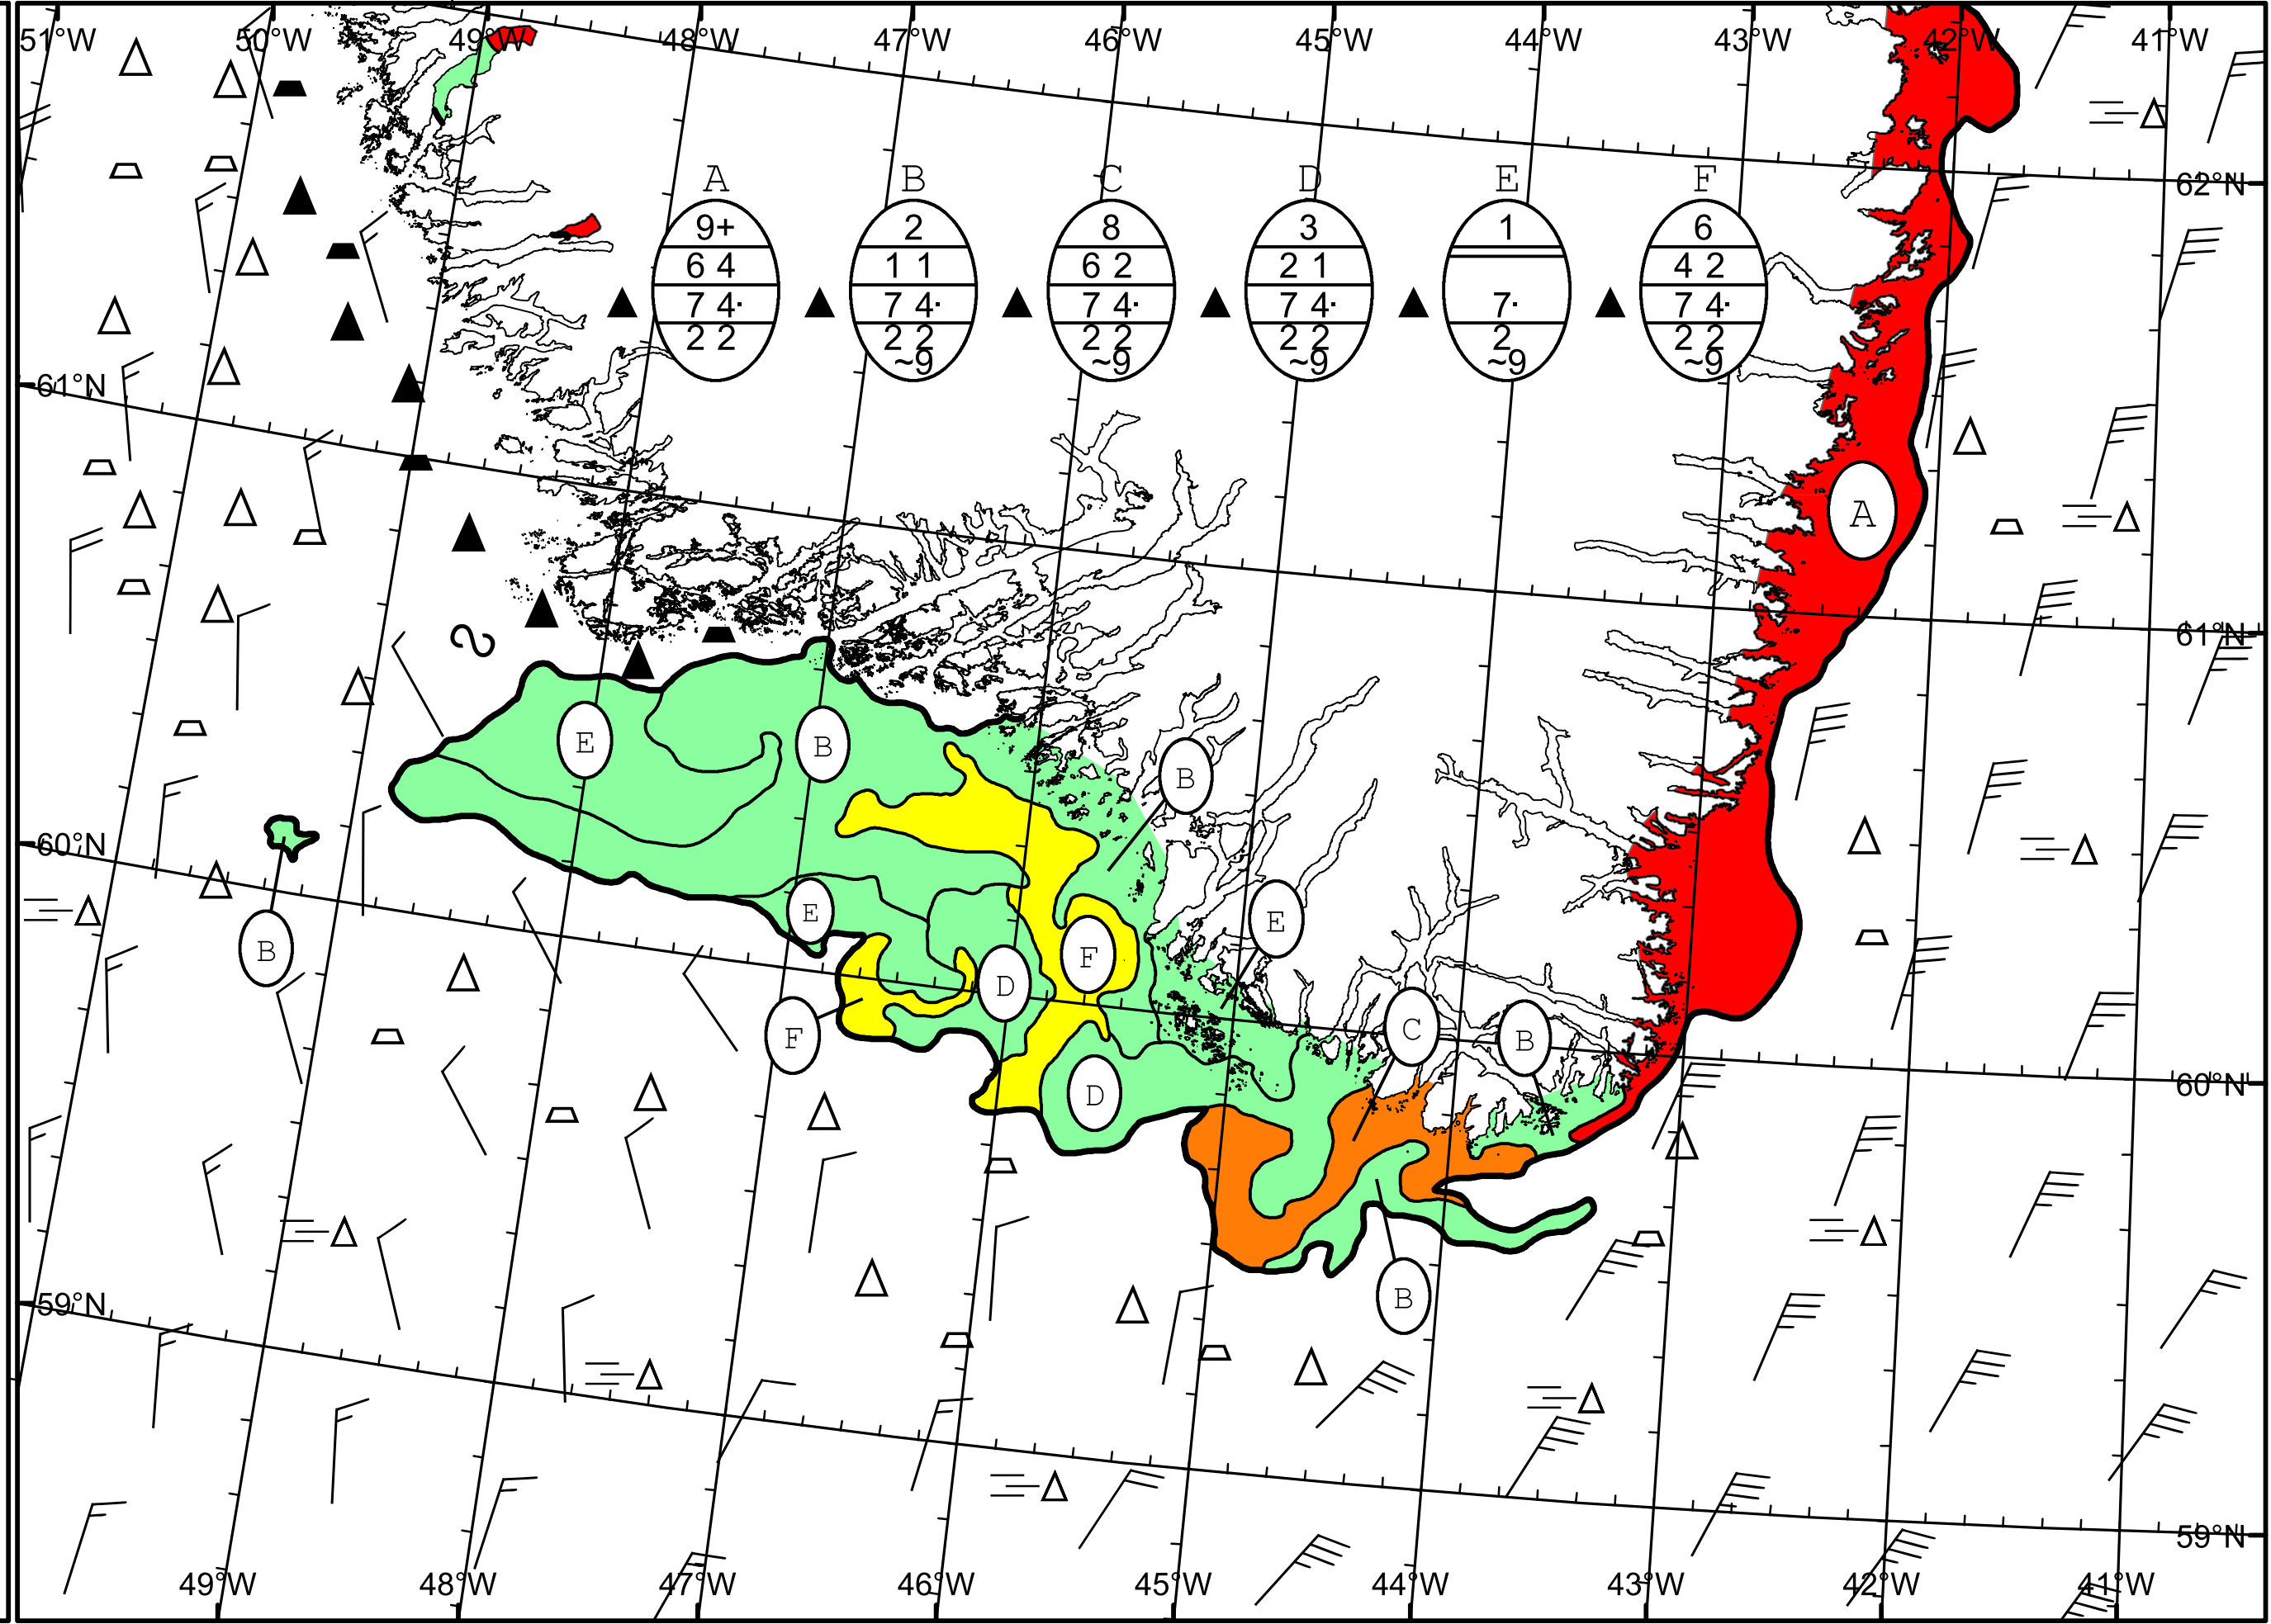 51°W 50°W 49°W 48°W 47°W 46°W 45°W 44°W 43°W 42°W 41°W
62°N
A B C D E F
9+ 2 8 3 1 6
6 4 1 1 6 2 2 1 4 2
7 4· 7 4· 7 4· 7 4· 7· 7 4·
2 2 2 2 2 2 2 2 2 2 2
~9 ~9 ~9 ~9 ~9
61°N
A
61°N
E B B
60°N
E E
B F
D
F C B
60°N
D
B
59°N
59°N
49°W 48°W 47°W 46°W 45°W 44°W 43°W 42°W 41°W